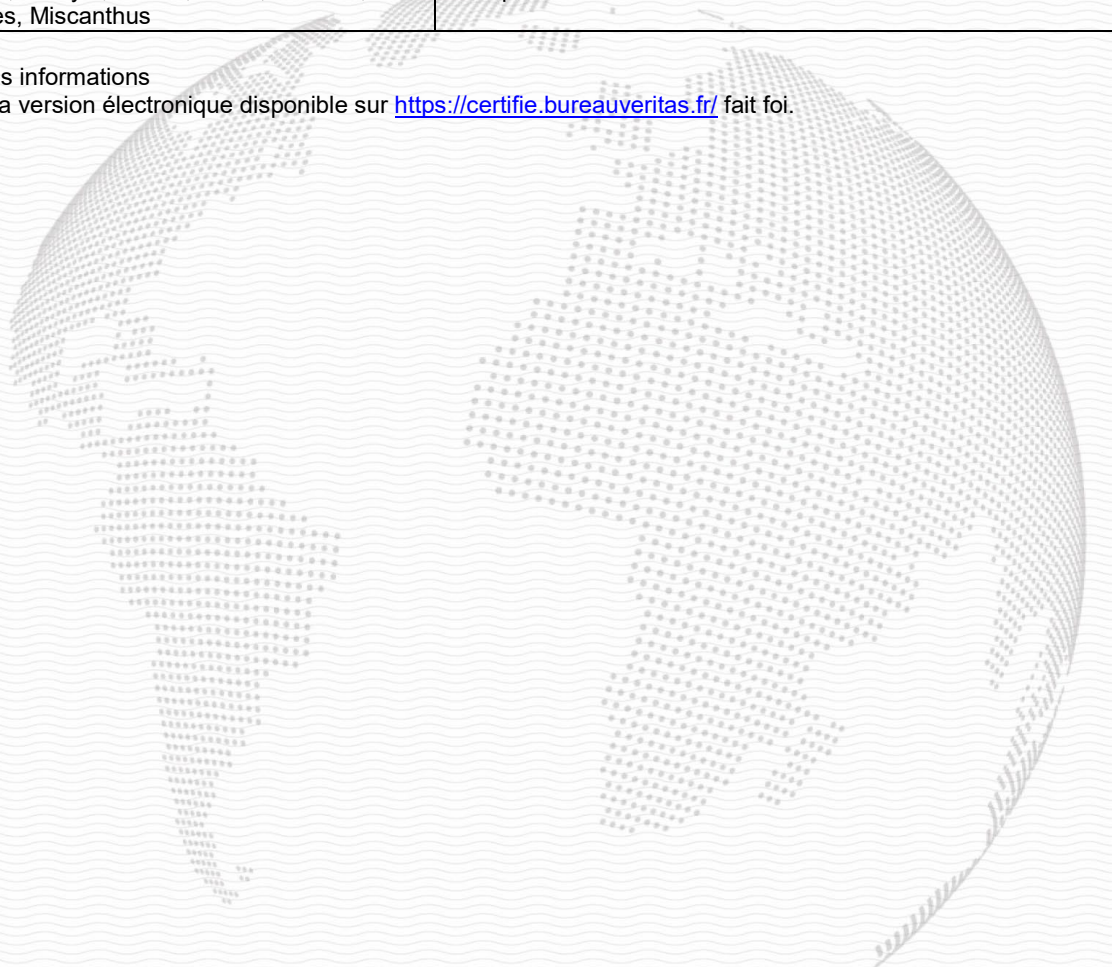 es, Miscanthus
s informations
a version électronique disponible sur https://certifie.bureauveritas.fr/ fait foi.